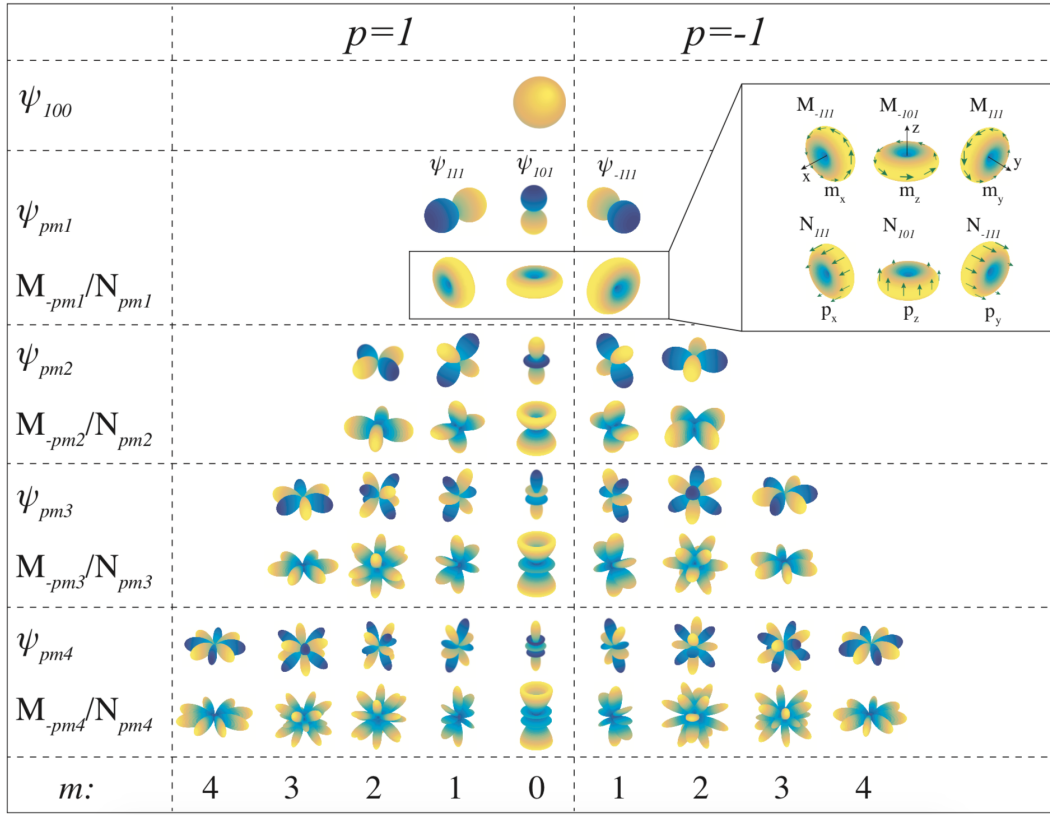 p=1 p=-1
ψ100
M-111 M-101 M111
z
x y
mx mz my
ψ111 ψ101 ψ-111
ψpm1
N111 N101 N-111
M-pm1/Npm1
px pz py
ψpm2
M-pm2/Npm2
ψpm3
M-pm3/Npm3
ψpm4
M-pm4/Npm4
m: 4 3 2 1 0 1 2 3 4